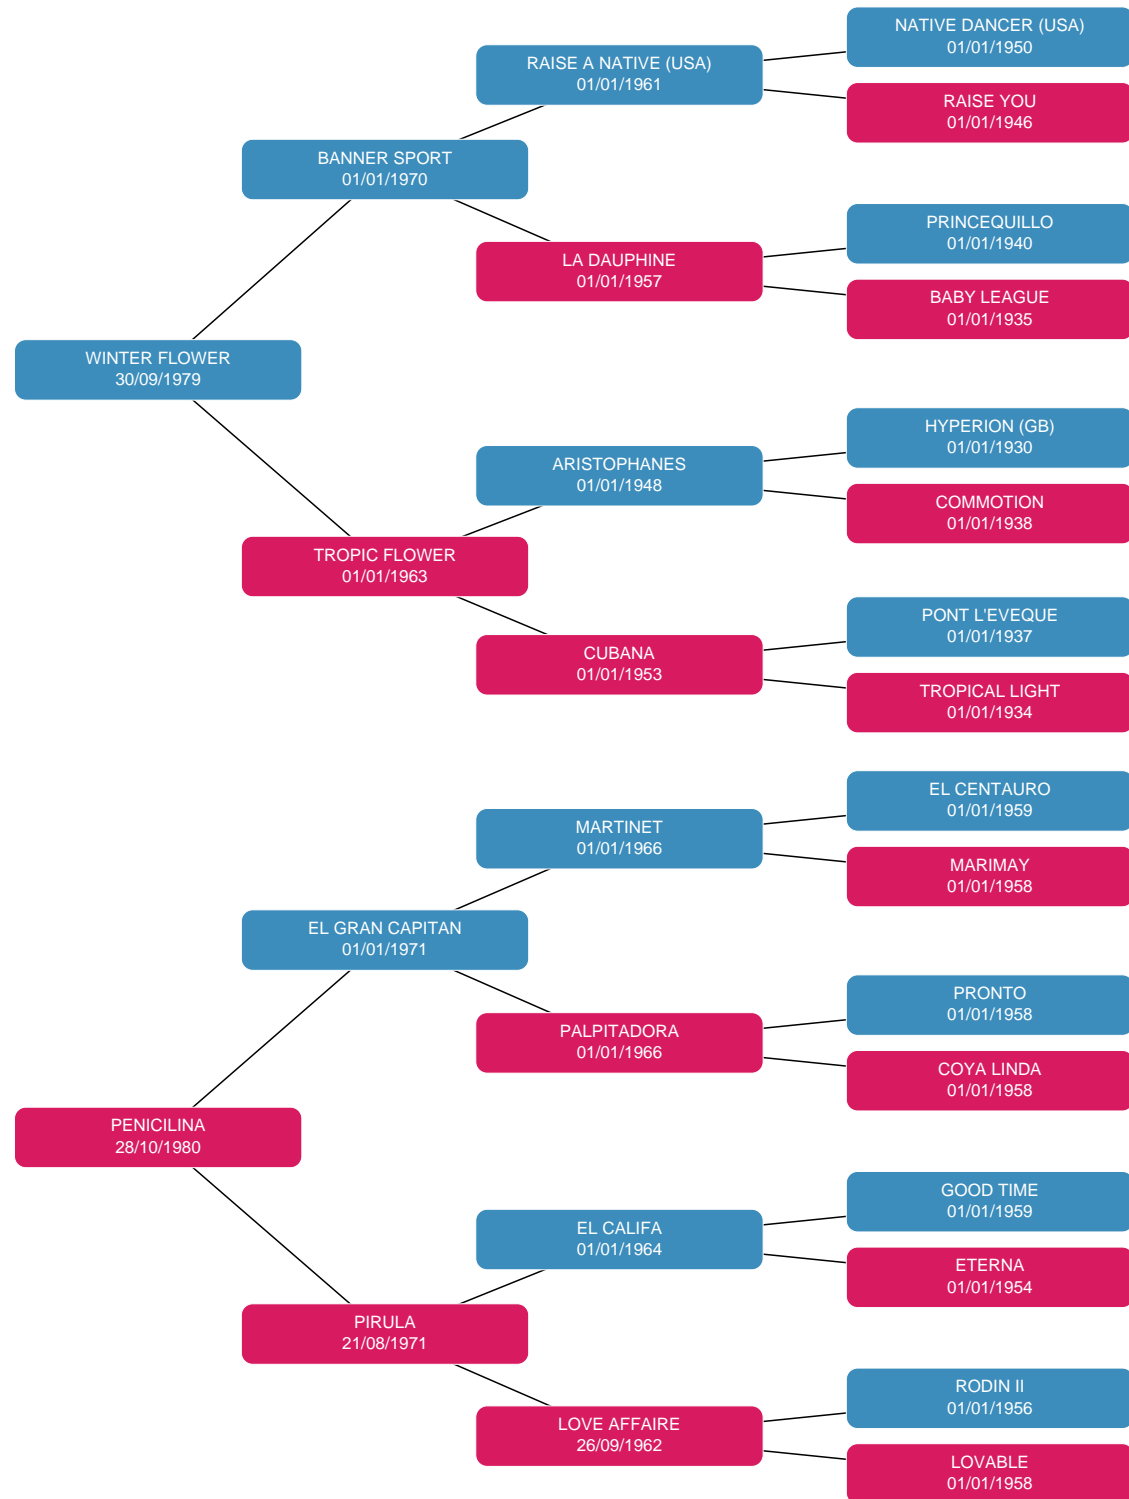 NATIVE DANCER (USA)
01/01/1950
RAISE A NATIVE (USA)
01/01/1961
RAISE YOU
01/01/1946
BANNER SPORT
01/01/1970
PRINCEQUILLO
01/01/1940
LA DAUPHINE
01/01/1957
BABY LEAGUE
01/01/1935
WINTER FLOWER
30/09/1979
HYPERION (GB)
01/01/1930
ARISTOPHANES
01/01/1948
COMMOTION
01/01/1938
TROPIC FLOWER
01/01/1963
PONT L'EVEQUE
01/01/1937
CUBANA
01/01/1953
TROPICAL LIGHT
01/01/1934
EL CENTAURO
01/01/1959
MARTINET
01/01/1966
MARIMAY
01/01/1958
EL GRAN CAPITAN
01/01/1971
PRONTO
01/01/1958
PALPITADORA
01/01/1966
COYA LINDA
01/01/1958
PENICILINA
28/10/1980
GOOD TIME
01/01/1959
EL CALIFA
01/01/1964
ETERNA
01/01/1954
PIRULA
21/08/1971
RODIN II
01/01/1956
LOVE AFFAIRE
26/09/1962
LOVABLE
01/01/1958